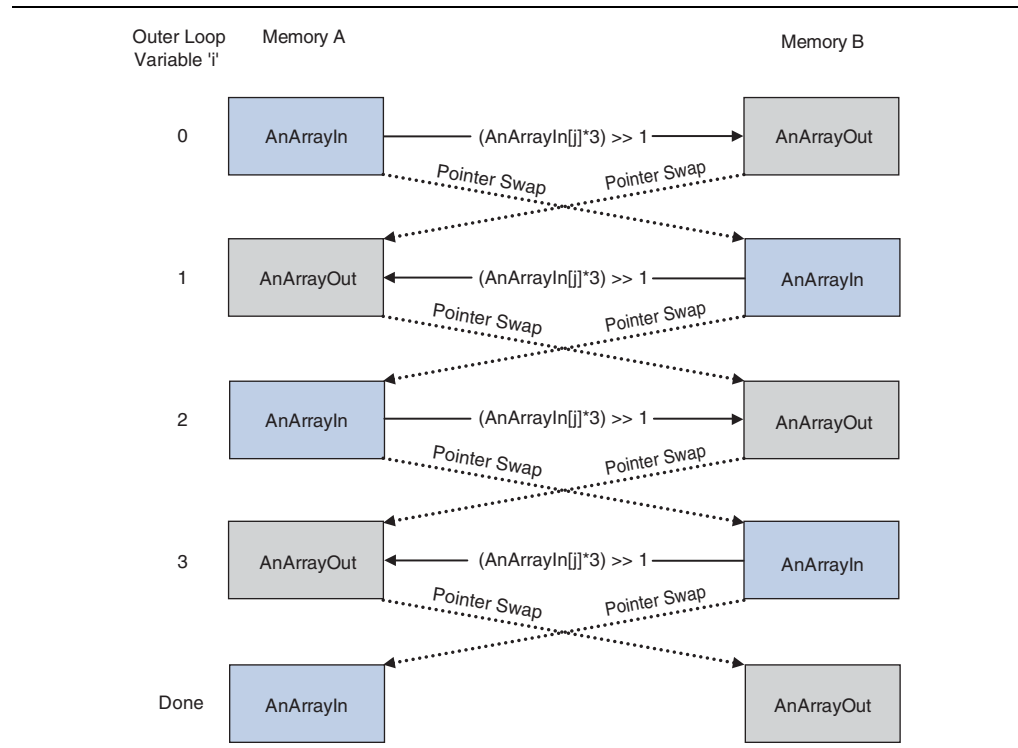 Outer Loop
Variable 'i'
Memory A
Memory B
0
AnArrayIn
(AnArrayIn[j]*3) >> 1
AnArrayOut
Pointer Swap
Pointer Swap
1
AnArrayOut
(AnArrayIn[j]*3) >> 1
AnArrayIn
Pointer Swap
Pointer Swap
2
AnArrayIn
(AnArrayIn[j]*3) >> 1
AnArrayOut
Pointer Swap
Pointer Swap
3
AnArrayOut
(AnArrayIn[j]*3) >> 1
AnArrayIn
Pointer Swap
Pointer Swap
Done
AnArrayIn
AnArrayOut